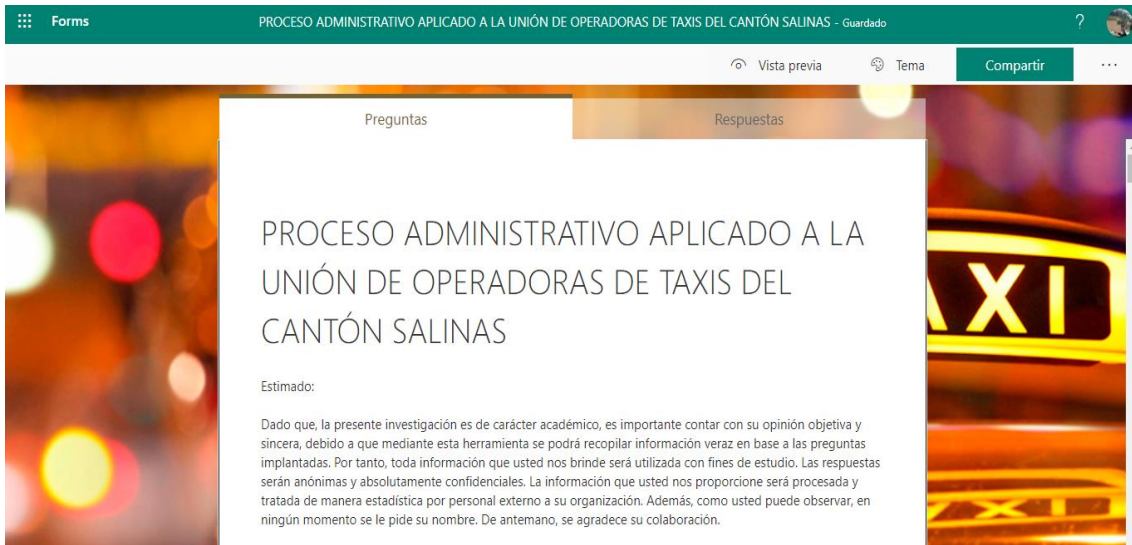 Forms
PROCESO ADMINISTRATIVO APLICADO A LA UNIÓN DE OPERADORAS DE TAXIS DEL CANTÓN SALINAS - Guardado
?
Vista previa
Tema
Compartir
...
Preguntas
Respuestas
PROCESO ADMINISTRATIVO APLICADO A LA
UNIÓN DE OPERADORAS DE TAXIS DEL
CANTÓN SALINAS
AXI
Estimado:
Dado que, la presente investigación es de carácter académico, es importante contar con su opinión objetiva y
sincera, debido a que mediante esta herramienta se podrá recopilar información veraz en base a las preguntas
implantadas. Por tanto, toda información que usted nos brinde será utilizada con fines de estudio. Las respuestas
serán anónimas y absolutamente confidenciales. La información que usted nos proporcione será procesada y
tratada de manera estadística por personal externo a su organización. Además, como usted puede observar, en
ningún momento se le pide su nombre. De antemano, se agradece su colaboración.